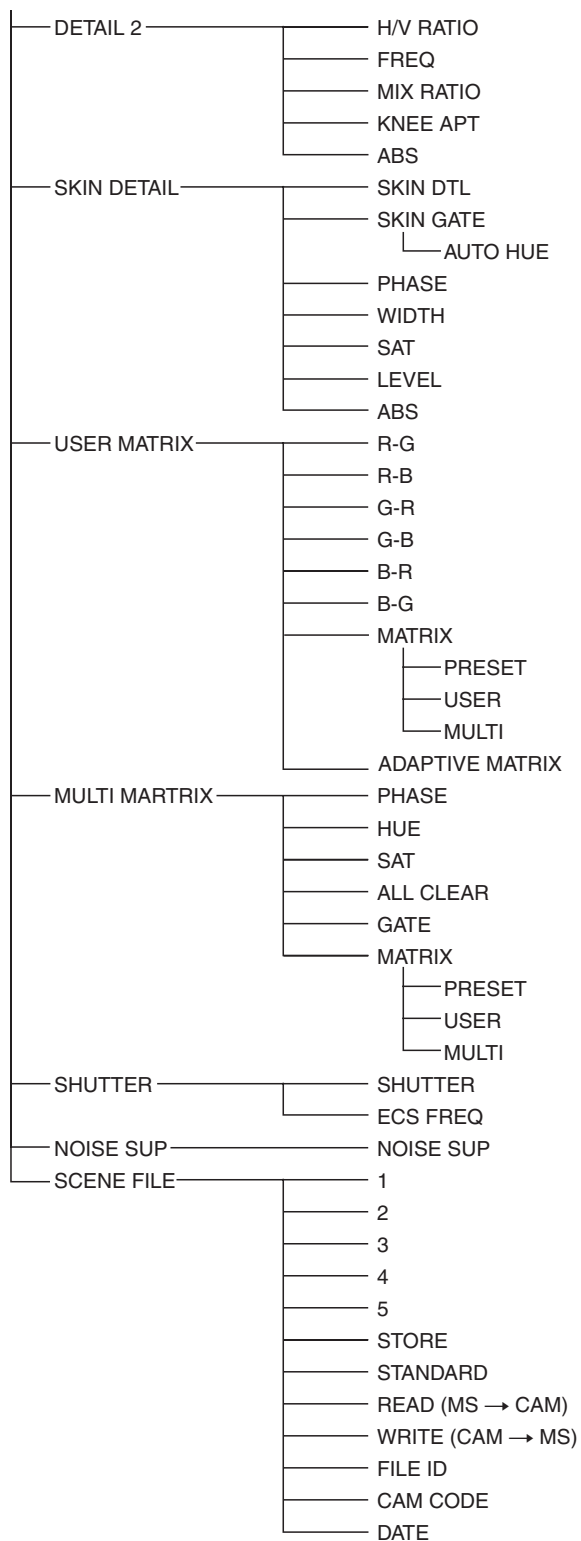 DETAIL 2 H/V RATIO
FREQ
MIX RATIO
KNEE APT
ABS
SKIN DETAIL SKIN DTL
SKIN GATE
AUTO HUE
PHASE
WIDTH
SAT
LEVEL
ABS
USER MATRIX R-G
R-B
G-R
G-B
B-R
B-G
MATRIX
PRESET
USER
MULTI
ADAPTIVE MATRIX
MULTI MARTRIX PHASE
HUE
SAT
ALL CLEAR
GATE
MATRIX
PRESET
USER
MULTI
SHUTTER SHUTTER
ECS FREQ
NOISE SUP NOISE SUP
SCENE FILE 1
2
3
4
5
STORE
STANDARD
READ (MS → CAM)
WRITE (CAM → MS)
FILE ID
CAM CODE
DATE